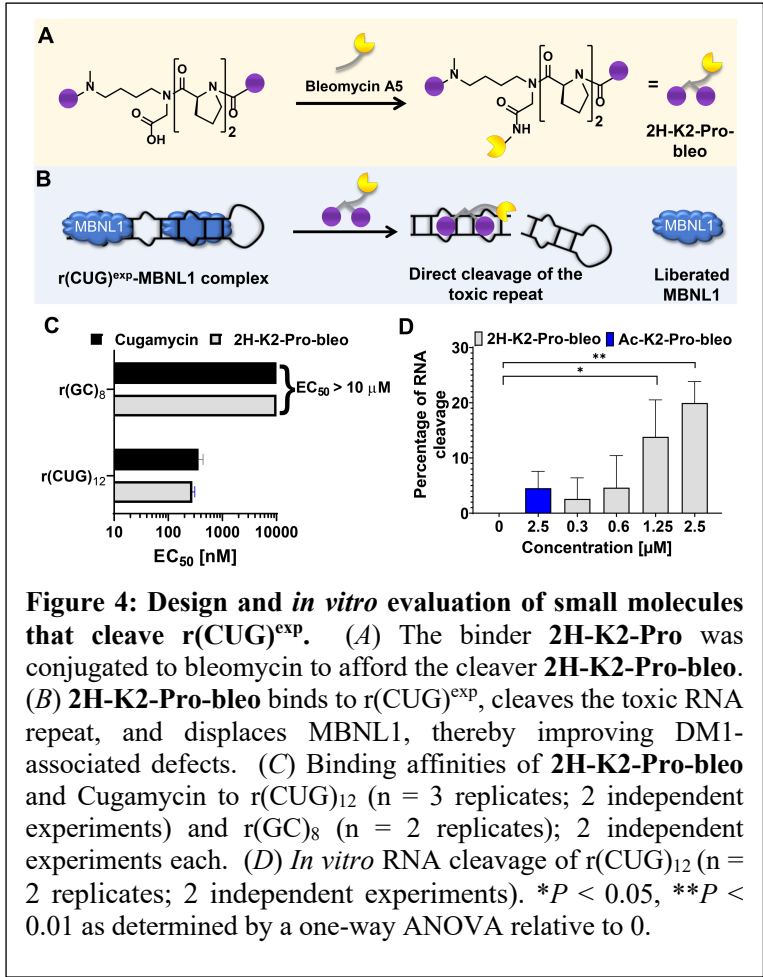 A
N
N
O
O
OH
N
2
Bleomycin A5
N
N
O
O
NH
N
2
=
2H-K2-Pro-
bleo
B
MBNL1
r(CUG)exp-MBNL1 complex
Direct cleavage of the
toxic repeat
MBNL1
Liberated
MBNL1
C
Cugamycin 2H-K2-Pro-bleo
r(GC)8
EC50 > 10 μM
r(CUG)12
10 100 1000 10000
EC50 [nM]
D
2H-K2-Pro-bleo Ac-K2-Pro-bleo
Percentage of RNA
cleavage
30
20
10
0
**
*
0 2.5 0.3 0.6 1.25 2.5
Concentration [µM]
Figure 4: Design and in vitro evaluation of small molecules
that cleave r(CUG)exp. (A) The binder 2H-K2-Pro was
conjugated to bleomycin to afford the cleaver 2H-K2-Pro-bleo.
(B) 2H-K2-Pro-bleo binds to r(CUG)exp, cleaves the toxic RNA
repeat, and displaces MBNL1, thereby improving DM1-
associated defects. (C) Binding affinities of 2H-K2-Pro-bleo
and Cugamycin to r(CUG)12 (n = 3 replicates; 2 independent
experiments) and r(GC)8 (n = 2 replicates); 2 independent
experiments each. (D) In vitro RNA cleavage of r(CUG)12 (n =
2 replicates; 2 independent experiments). *P < 0.05, **P <
0.01 as determined by a one-way ANOVA relative to 0.